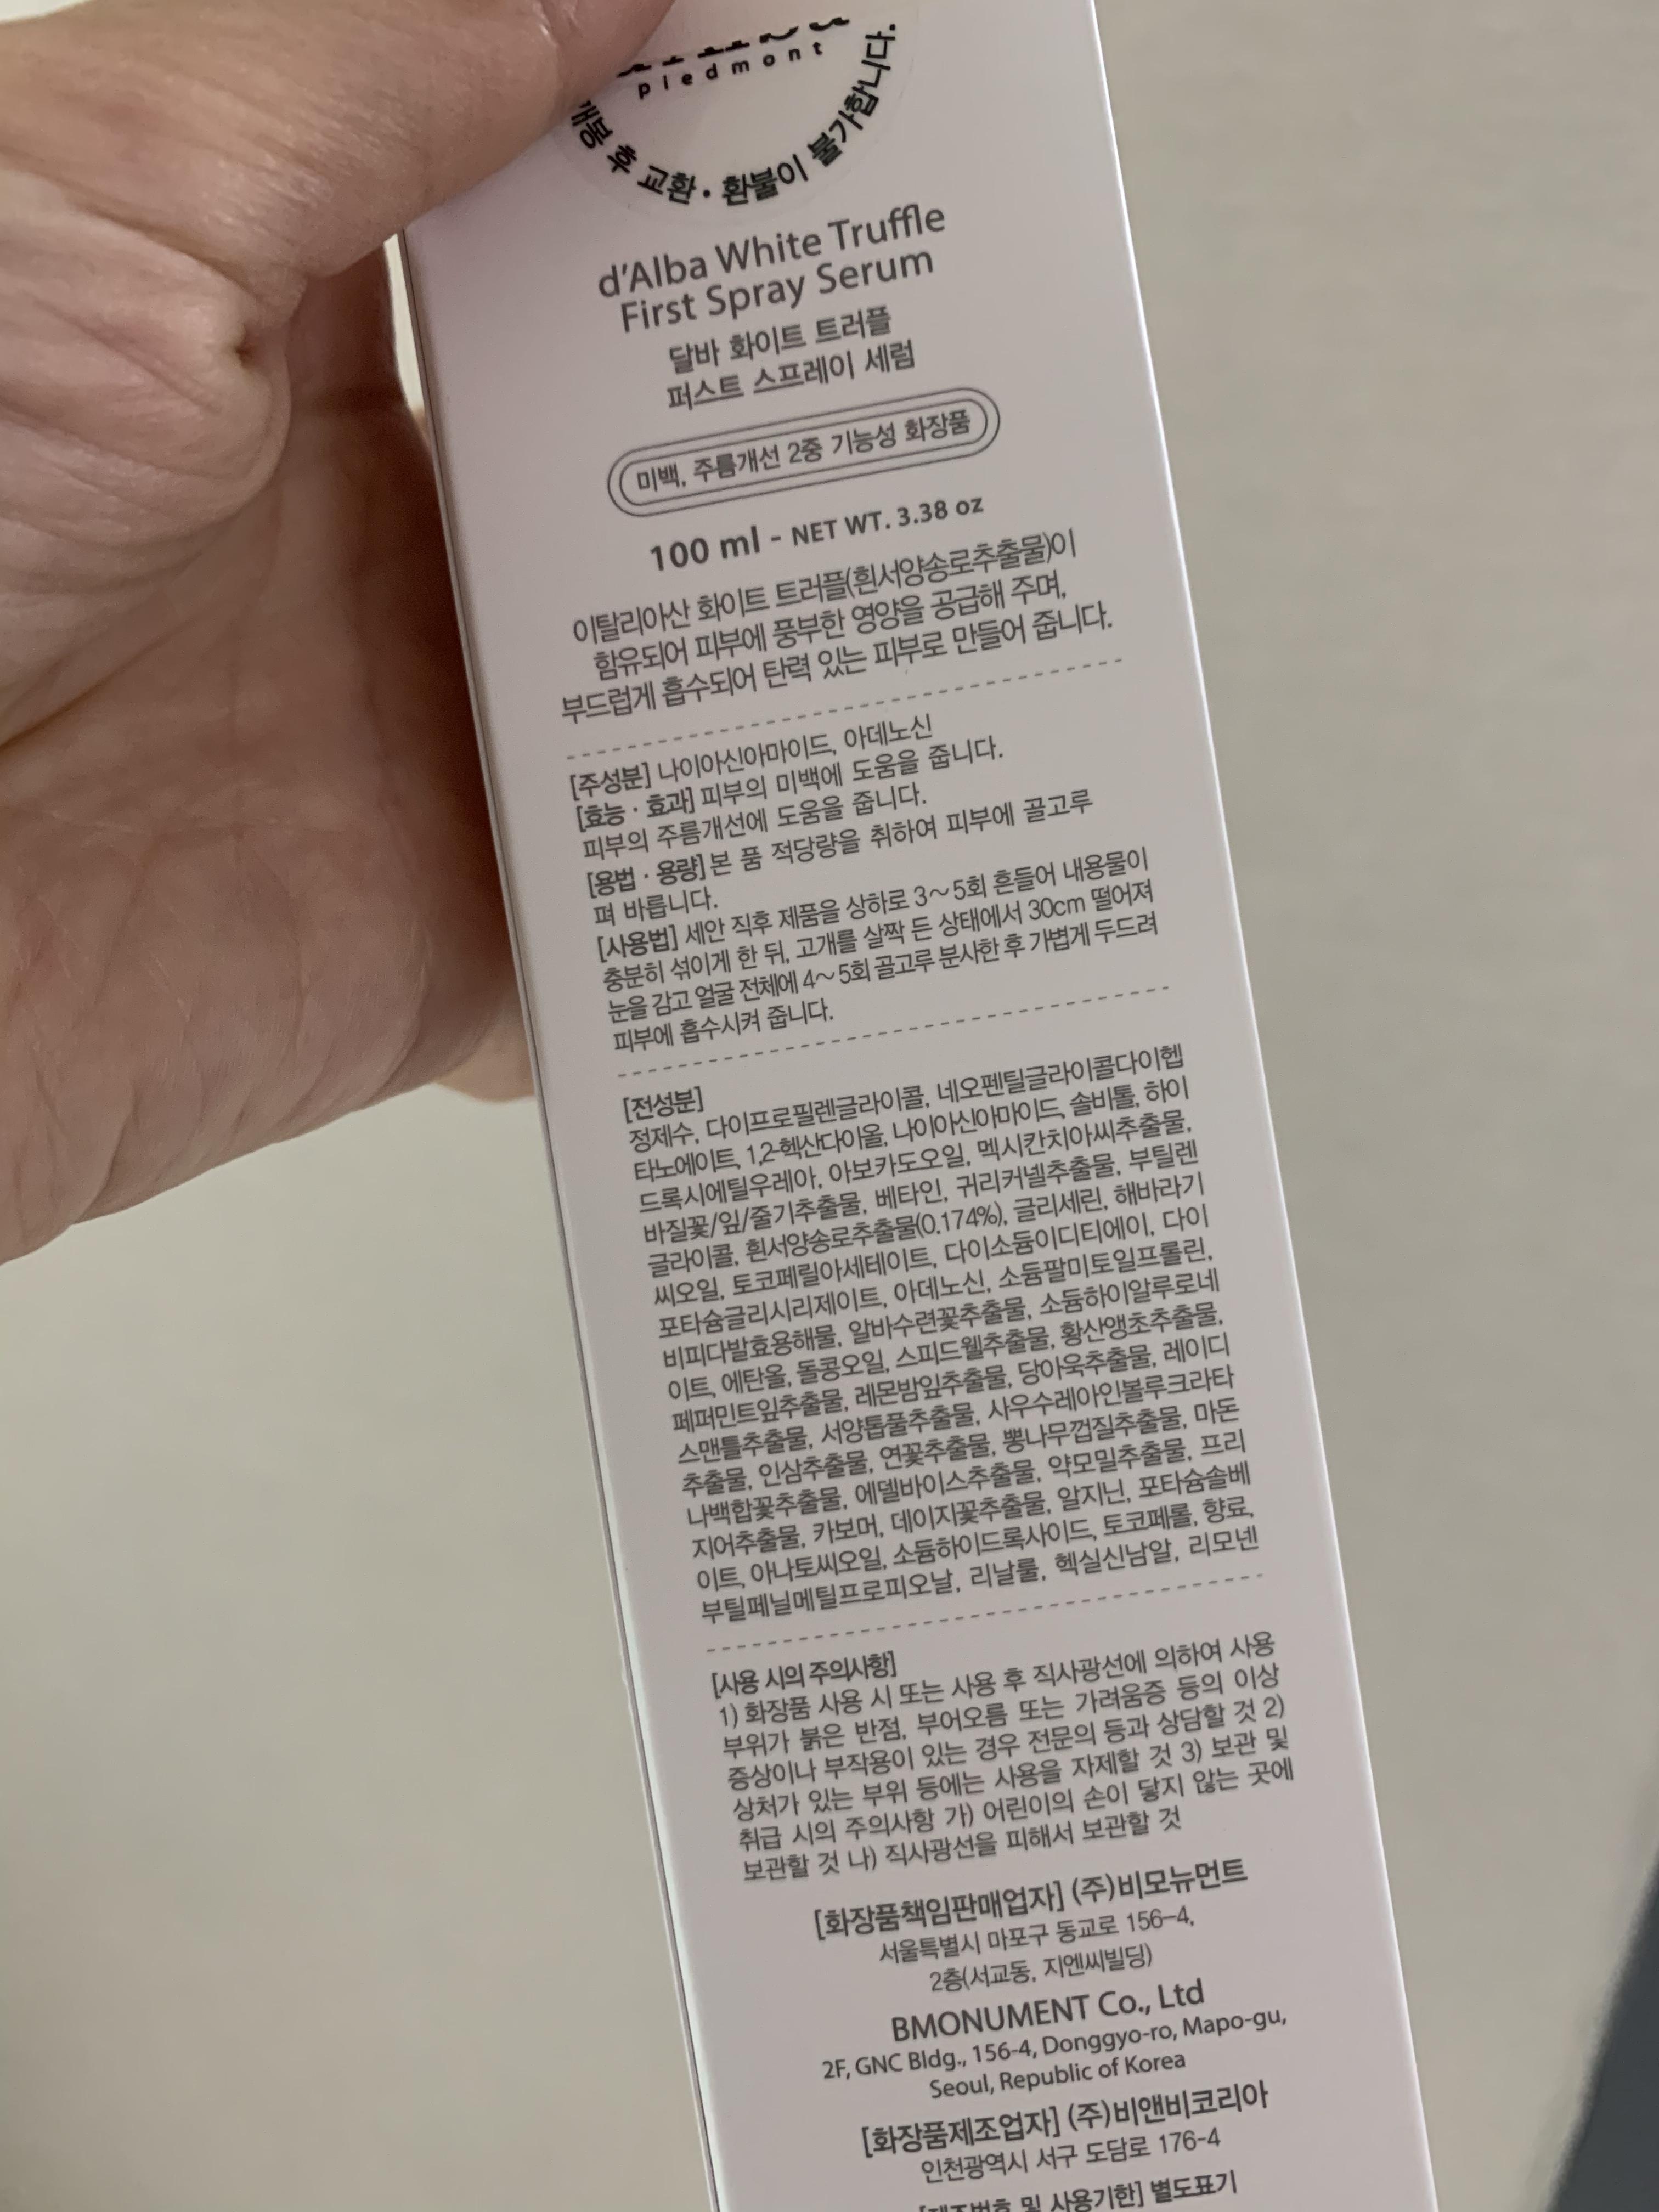 piedmont
개봉 후 교환·환불이 불가합니다.
d'Alba White Truffle
First Spray Serum
달바 화이트 트러플
퍼스트 스프레이 세럼
미백, 주름개선 2중 기능성 화장품
100 ml - NET WT. 3.38 oz
이탈리아산 화이트 트러플(흰서양송로추출물)이
함유되어 피부에 풍부한 영양을 공급해 주며,
부드럽게 흡수되어 탄력 있는 피부로 만들어 줍니다.
[주성분] 나이아신아마이드, 아데노신
[효능·효과] 피부의 미백에 도움을 줍니다.
피부의 주름개선에 도움을 줍니다.
[용법·용량] 본 품 적당량을 취하여 피부에 골고루
펴 바릅니다.
[사용법] 세안 직후 제품을 상하로 3~5회 흔들어 내용물이
충분히 섞이게 한 뒤, 고개를 살짝 든 상태에서 30cm 떨어져
눈을 감고 얼굴 전체에 4~5회 골고루 분사한 후 가볍게 두드려
피부에 흡수시켜 줍니다.
[전성분]
정제수, 다이프로필렌글라이콜, 네오펜틸글라이콜다이헵
타노에이트, 1,2-헥산다이올, 나이아신아마이드, 솔비톨, 하이
드록시에틸우레아, 아보카도오일, 멕시칸치아씨추출물,
바질꽃/잎/줄기추출물, 베타인, 귀리커넬추출물, 부틸렌
글라이콜, 흰서양송로추출물(0.174%), 글리세린, 해바라기
씨오일, 토코페릴아세테이트, 다이소듐이디티에이, 다이
포타슘글리시리제이트, 아데노신, 소듐팔미토일프롤린,
비피다발효용해물, 알바수련꽃추출물, 소듐하이알루로네
이트, 에탄올, 돌콩오일, 스피드웰추출물, 황산앵초추출물,
페퍼민트잎추출물, 레몬밤잎추출물, 당아욱추출물, 레이디
스맨틀추출물, 서양톱풀추출물, 사우수레아인볼루크라타
추출물, 인삼추출물, 연꽃추출물, 뽕나무껍질추출물, 마돈
나백합꽃추출물, 에델바이스추출물, 약모밀추출물, 프리
지어추출물, 카보머, 데이지꽃추출물, 알지닌, 포타슘솔베
이트, 아나토씨오일, 소듐하이드록사이드, 토코페롤, 향료,
부틸페닐메틸프로피오날, 리날룰, 헥실신남알, 리모넨
[사용 시의 주의사항]
1) 화장품 사용 시 또는 사용 후 직사광선에 의하여 사용
부위가 붉은 반점, 부어오름 또는 가려움증 등의 이상
증상이나 부작용이 있는 경우 전문의 등과 상담할 것 2)
상처가 있는 부위 등에는 사용을 자제할 것 3) 보관 및
취급 시의 주의사항 가) 어린이의 손이 닿지 않는 곳에
보관할 것 나) 직사광선을 피해서 보관할 것
[화장품책임판매업자] (주)비모뉴먼트
서울특별시 마포구 동교로 156-4,
2층(서교동, 지엔씨빌딩)
BMONUMENT Co., Ltd
2F, GNC Bldg., 156-4, Donggyo-ro, Mapo-gu,
Seoul, Republic of Korea
[화장품제조업자] (주)비앤비코리아
인천광역시 서구 도담로 176-4
[제조번호 및 사용기한] 별도표기